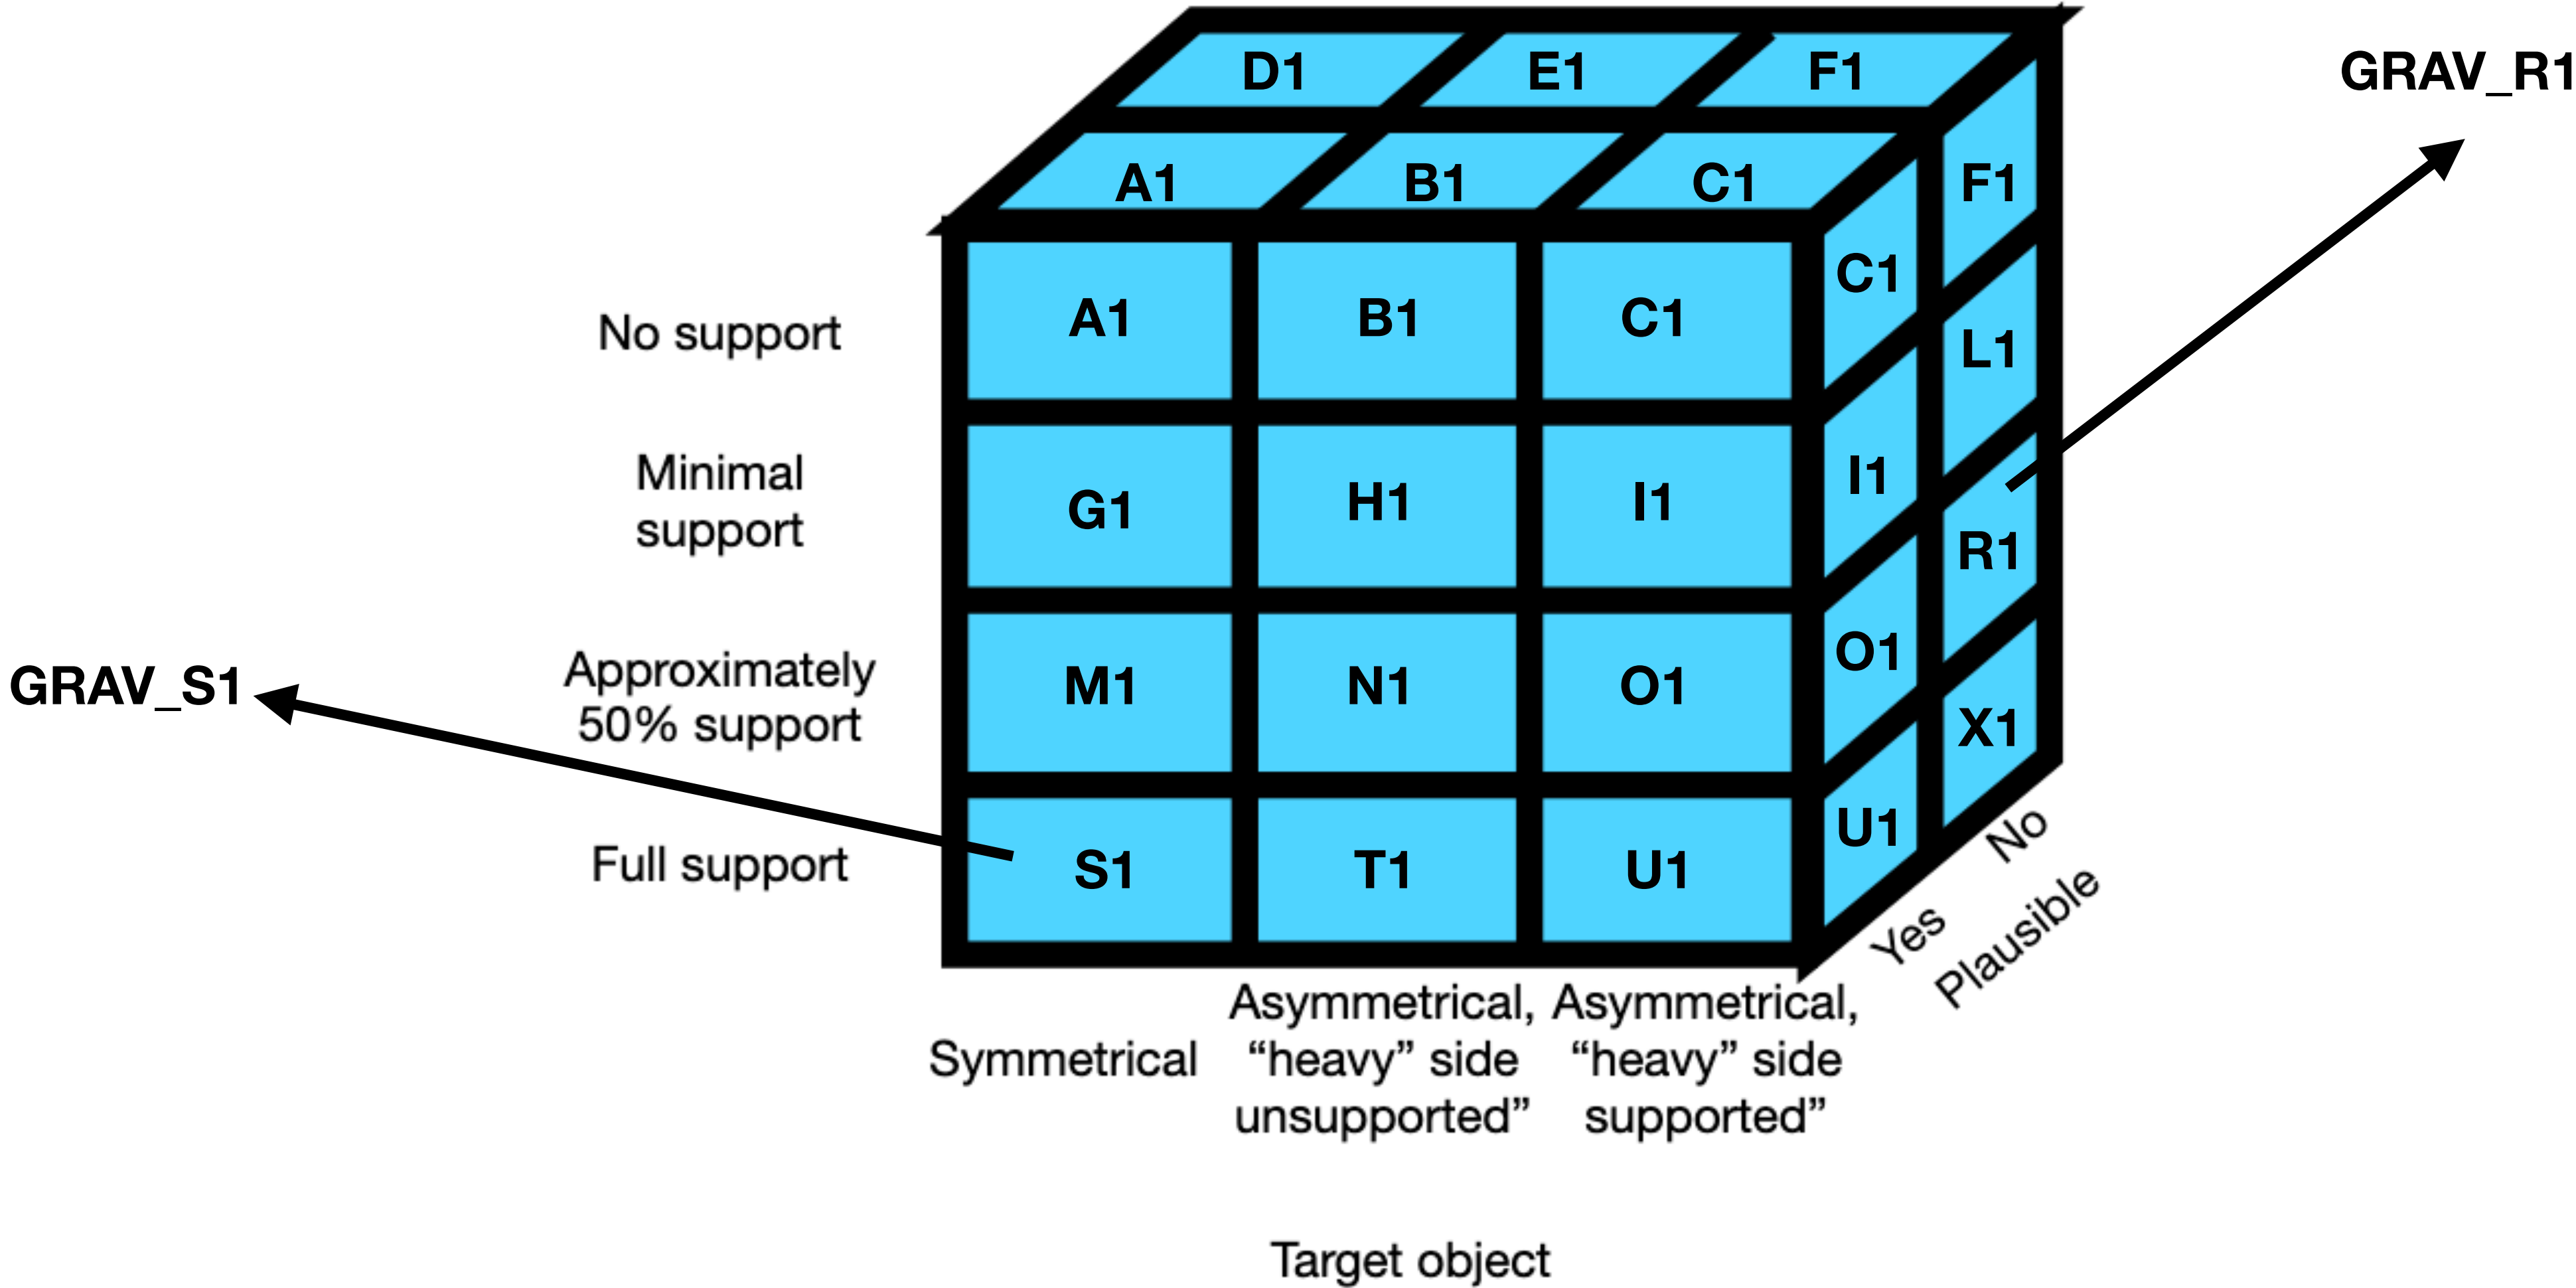 D1 E1 F1
GRAV_R1
A1 B1 C1
F1
C1
No support
A1 B1 C1
L1
Minimal
support
G1 H1 I1
I1
R1
GRAV_S1
Approximately
50% support
M1 N1 O1
O1
X1
Full support
S1 T1 U1
U1
No
Yes
Plausible
Symmetrical
Asymmetrical,
“heavy” side
unsupported”
Asymmetrical,
“heavy” side
supported”
Target object